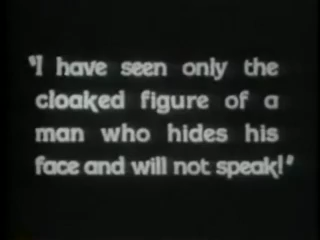 "I have seen only the
cloaked figure of a
man who hides his
face and will not speak!"